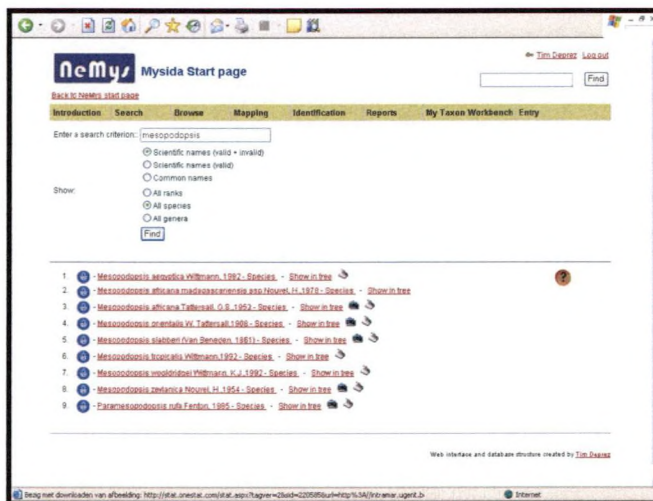 NeMys Mysida Start page
Tim Deprez Log out
Find
Back to NeMys start page
Introduction Search Browse Mapping Identification Reports My Taxon Workbench Entry
Enter a search criterion: mesopodopsis
Scientific names (valid + invalid)
Scientific names (valid)
Common names
Show:
All ranks
All species
All genera
Find
1. - Mesopodopsis aegyptica Wittmann, 1992 - Species - Show in tree
2. - Mesopodopsis africana madagascariensis ssp Nouvel, H.,1978 - Species - Show in tree
3. - Mesopodopsis africana Tattersall, O.S.,1952 - Species - Show in tree
4. - Mesopodopsis orientalis W. Tattersall,1908 - Species - Show in tree
5. - Mesopodopsis slabberi (Van Beneden, 1861) - Species - Show in tree
6. - Mesopodopsis tropicalis Wittmann,1992 - Species - Show in tree
7. - Mesopodopsis wooldridgei Wittmann, K.J.,1992 - Species - Show in tree
8. - Mesopodopsis zeylanica Nouvel, H.,1954 - Species - Show in tree
9. - Paramesopodopsis rufa Fenton, 1985 - Species - Show in tree
Web interface and database structure created by Tim Deprez
Bezig met downloaden van afbeelding: Internet